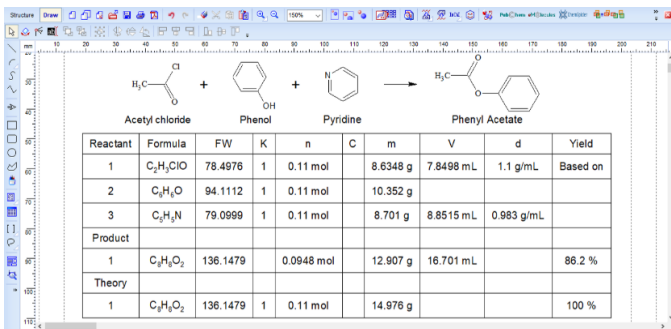 Structure Draw 150%
mm 10 20 30 40 50 60 70 80 90 100 110 120 130 140 150 160 170 180 190 200 210
Cl
H₃C
O
+
OH
+
N
H₃C
O
O
Acetyl chloride Phenol Pyridine Phenyl Acetate
Reactant Formula FW K n C m V d Yield
1 C₂H₃ClO 78.4976 1 0.11 mol 8.6348 g 7.8498 mL 1.1 g/mL Based on
2 C₆H₆O 94.1112 1 0.11 mol 10.352 g
3 C₅H₅N 79.0999 1 0.11 mol 8.701 g 8.8515 mL 0.983 g/mL
Product
1 C₈H₈O₂ 136.1479 0.0948 mol 12.907 g 16.701 mL 86.2 %
Theory
1 C₈H₈O₂ 136.1479 1 0.11 mol 14.976 g 100 %